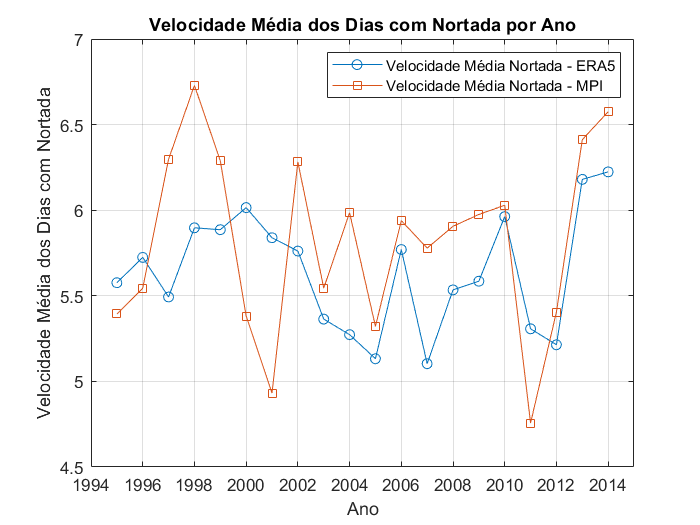 Velocidade Média dos Dias com Nortada por Ano
Velocidade Média Nortada - ERA5
Velocidade Média Nortada - MPI
Velocidade Média dos Dias com Nortada
7
6.5
6
5.5
5
4.5
1994 1996 1998 2000 2002 2004 2006 2008 2010 2012 2014
Ano